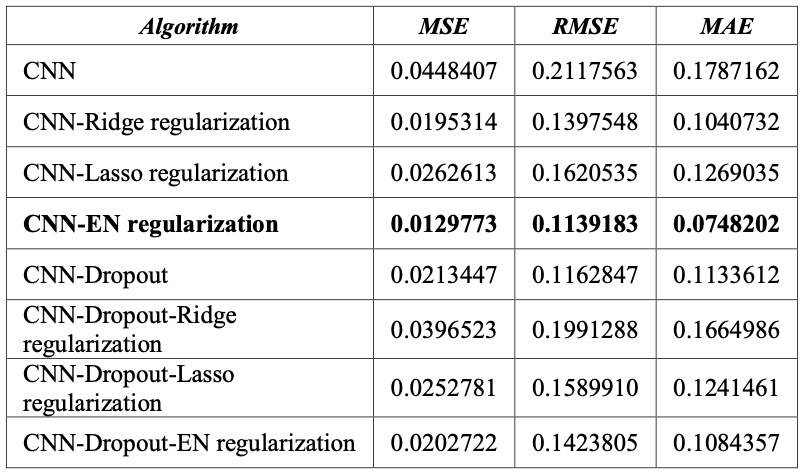 Algorithm MSE RMSE MAE
CNN 0.0448407 0.2117563 0.1787162
CNN-Ridge regularization 0.0195314 0.1397548 0.1040732
CNN-Lasso regularization 0.0262613 0.1620535 0.1269035
CNN-EN regularization 0.0129773 0.1139183 0.0748202
CNN-Dropout 0.0213447 0.1162847 0.1133612
CNN-Dropout-Ridge
regularization 0.0396523 0.1991288 0.1664986
CNN-Dropout-Lasso
regularization 0.0252781 0.1589910 0.1241461
CNN-Dropout-EN regularization 0.0202722 0.1423805 0.1084357